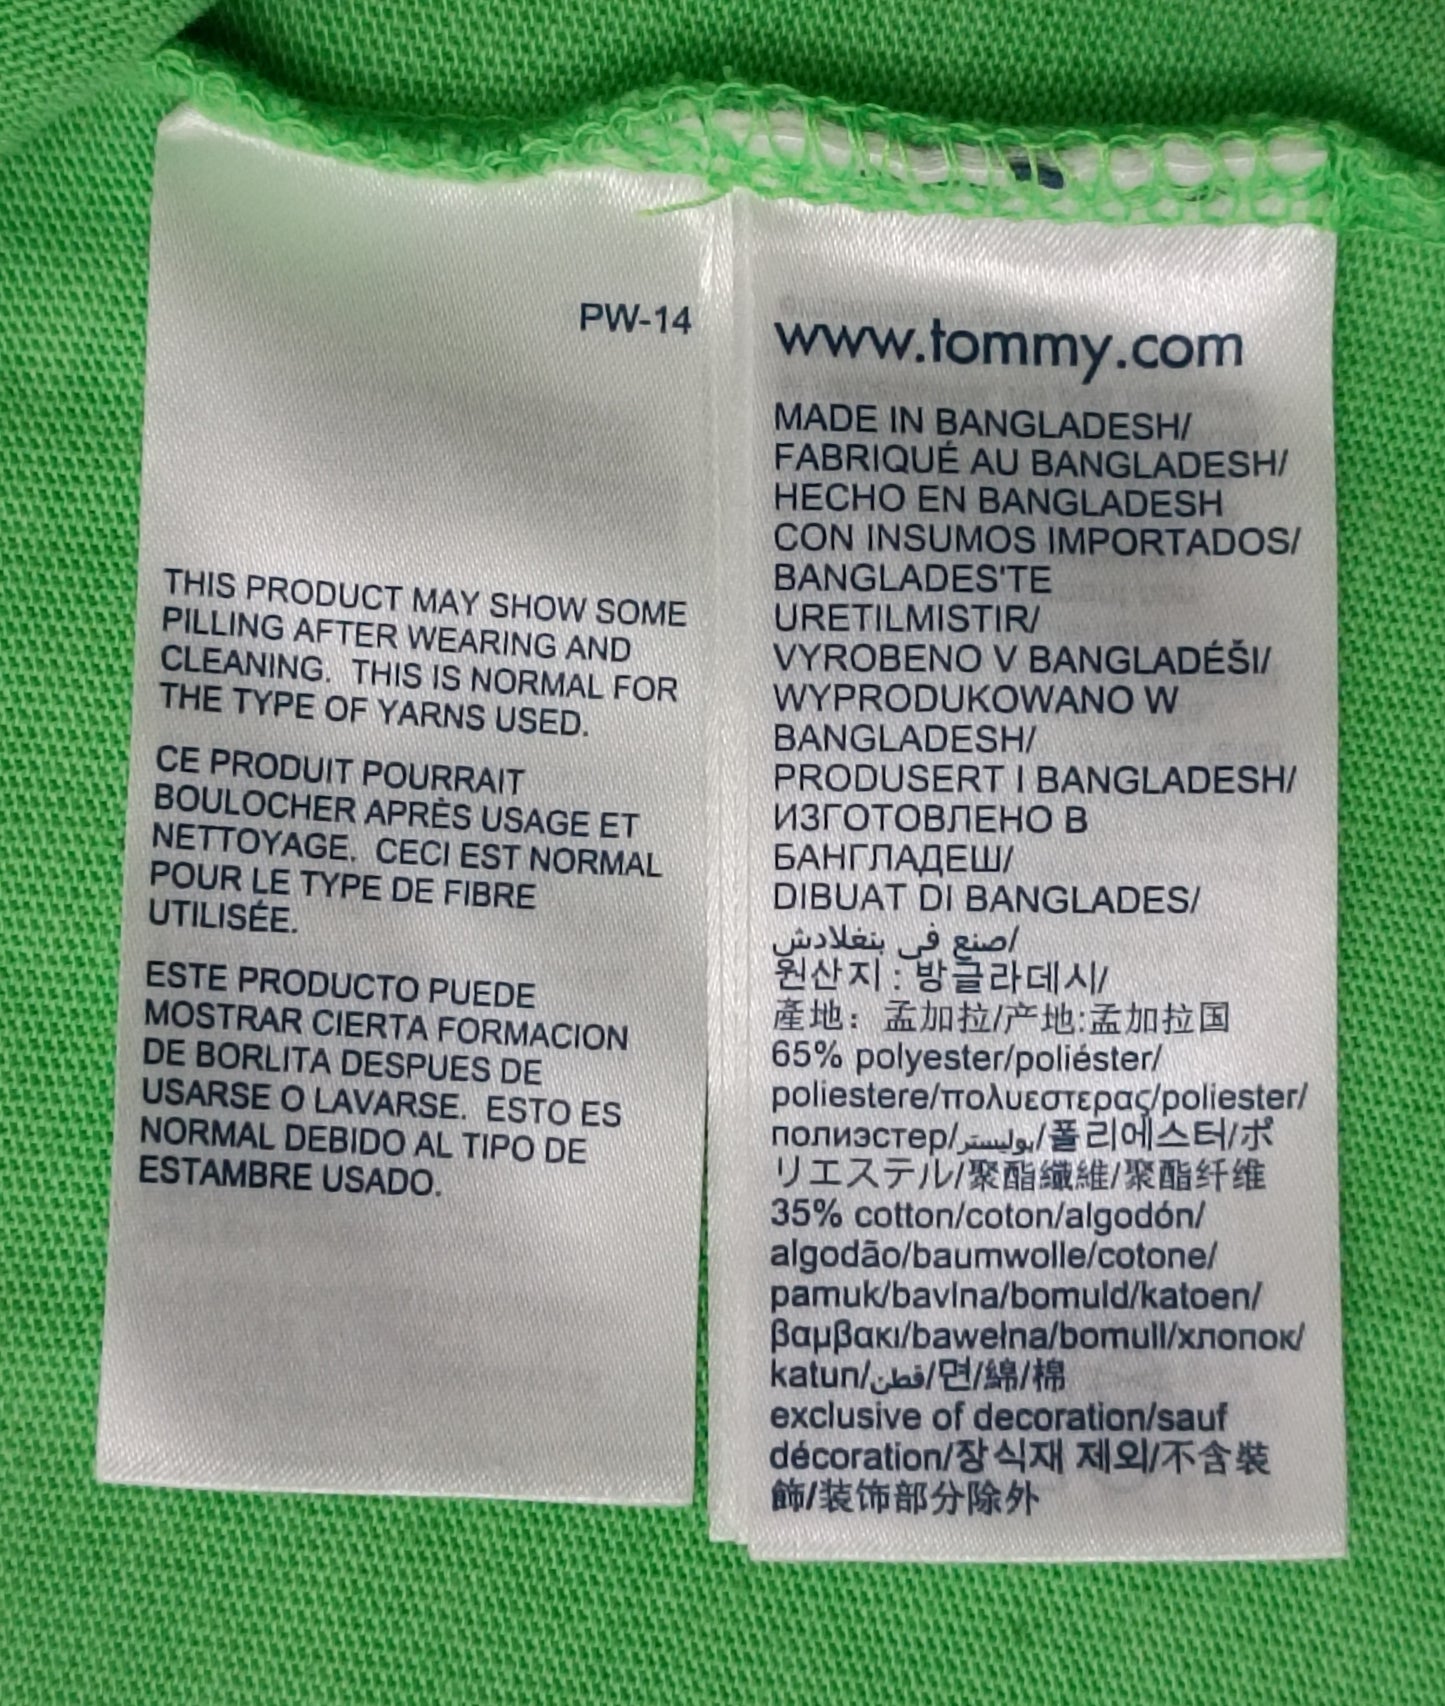 PW-14
THIS PRODUCT MAY SHOW SOME
PILLING AFTER WEARING AND
CLEANING.  THIS IS NORMAL FOR
THE TYPE OF YARNS USED.
CE PRODUIT POURRAIT
BOULOCHER APRÈS USAGE ET
NETTOYAGE.  CECI EST NORMAL
POUR LE TYPE DE FIBRE
UTILISÉE.
ESTE PRODUCTO PUEDE
MOSTRAR CIERTA FORMACION
DE BORLITA DESPUES DE
USARSE O LAVARSE.  ESTO ES
NORMAL DEBIDO AL TIPO DE
ESTAMBRE USADO.
www.tommy.com
MADE IN BANGLADESH/
FABRIQUÉ AU BANGLADESH/
HECHO EN BANGLADESH
CON INSUMOS IMPORTADOS/
BANGLADES'TE
URETILMISTIR/
VYROBENO V BANGLADÉŠI/
WYPRODUKOWANO W
BANGLADESH/
PRODUSERT I BANGLADESH/
ИЗГОТОВЛЕНО В
БАНГЛАДЕШ/
DIBUAT DI BANGLADES/
صنع في بنغلادش/
원산지 : 방글라데시/
產地：孟加拉/产地:孟加拉国
65% polyester/poliéster/
poliestere/πολυεστερας/poliester/
полиэстер/بوليستر/폴리에스터/ポ
リエステル/聚酯纖維/聚酯纤维
35% cotton/coton/algodón/
algodão/baumwolle/cotone/
pamuk/bavlna/bomuld/katoen/
βαμβακι/bawełna/bomull/хлопок/
katun/قطن/면/綿/棉
exclusive of decoration/sauf
décoration/장식재 제외/不含裝
飾/装饰部分除外